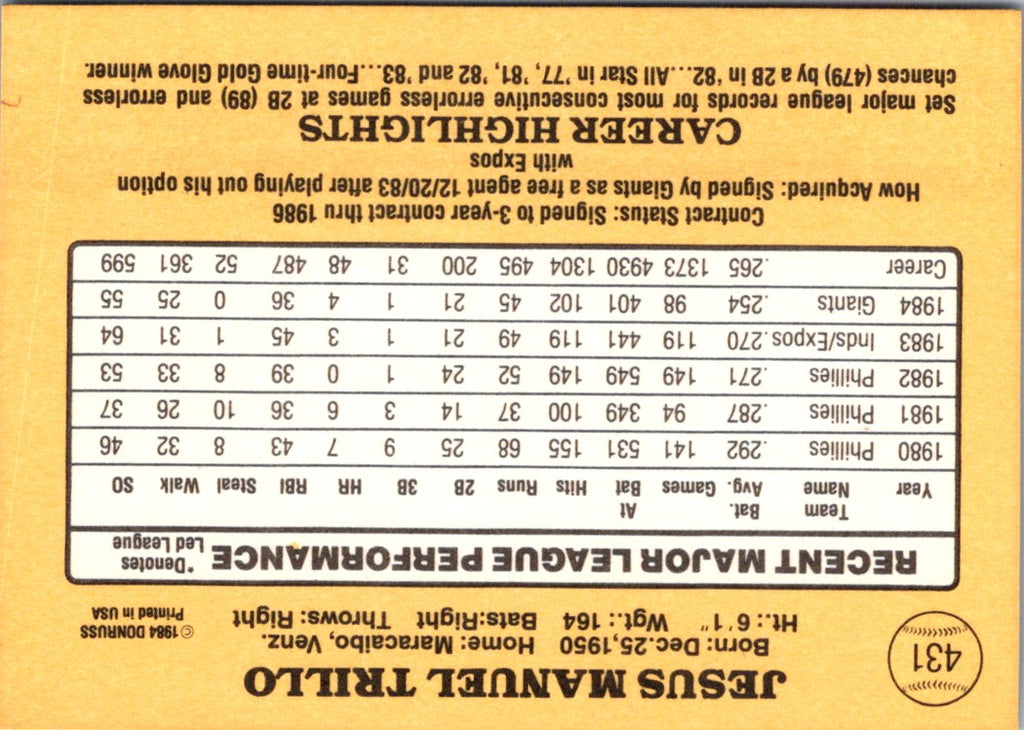 431
JESUS MANUEL TRILLO
Born: Dec.25,1950 Home: Maracaibo, Venz.
Ht.: 6'1" Wgt.: 164 Bats:Right Throws: Right
©1984 DONRUSS
Printed in USA
RECENT MAJOR LEAGUE PERFORMANCE
*Denotes
Led League
Year Team Name Bat. Avg. Games At Bat Hits Runs 2B 3B HR RBI Steal Walk SO
1980 Phillies .292 141 531 155 68 25 9 7 43 8 32 46
1981 Phillies .287 94 349 100 37 14 3 6 36 10 26 37
1982 Phillies .271 149 549 149 52 24 1 0 39 8 33 53
1983 Inds/Expos .270 119 441 119 49 21 1 3 45 1 31 64
1984 Giants .254 98 401 102 45 21 1 4 36 0 25 55
Career .265 1373 4930 1304 495 200 31 48 487 52 361 599
Contract Status: Signed to 3-year contract thru 1986
How Acquired: Signed by Giants as a free agent 12/20/83 after playing out his option
with Expos
CAREER HIGHLIGHTS
Set major league records for most consecutive errorless games at 2B (89) and errorless
chances (479) by a 2B in '82...All Star in '77, '81, '82 and '83...Four-time Gold Glove winner.